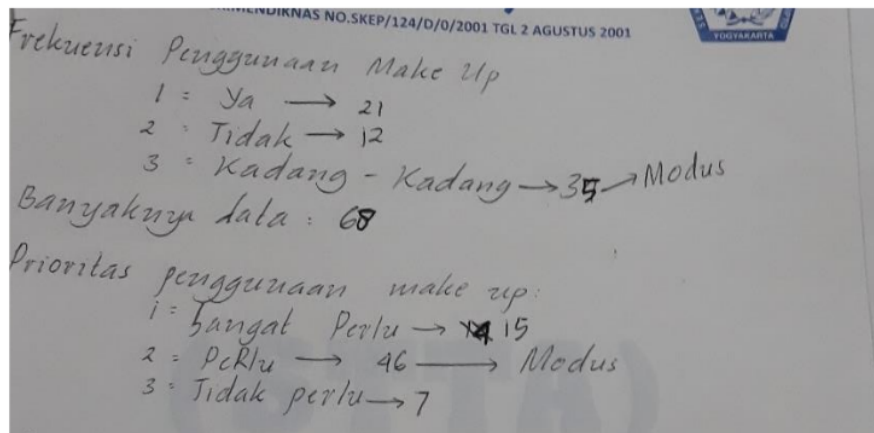 NDIKNAS NO.SKEP/124/D/0/2001 TGL 2 AGUSTUS 2001
YOGYAKARTA
Frekuensi Penggunaan Make Up
1 = Ya → 21
2 = Tidak → 12
3 = Kadang - Kadang → 35 → Modus
Banyaknya data : 68
Prioritas penggunaan make up :
1 = Sangat Perlu → 15
2 = Perlu → 46 → Modus
3 = Tidak perlu → 7